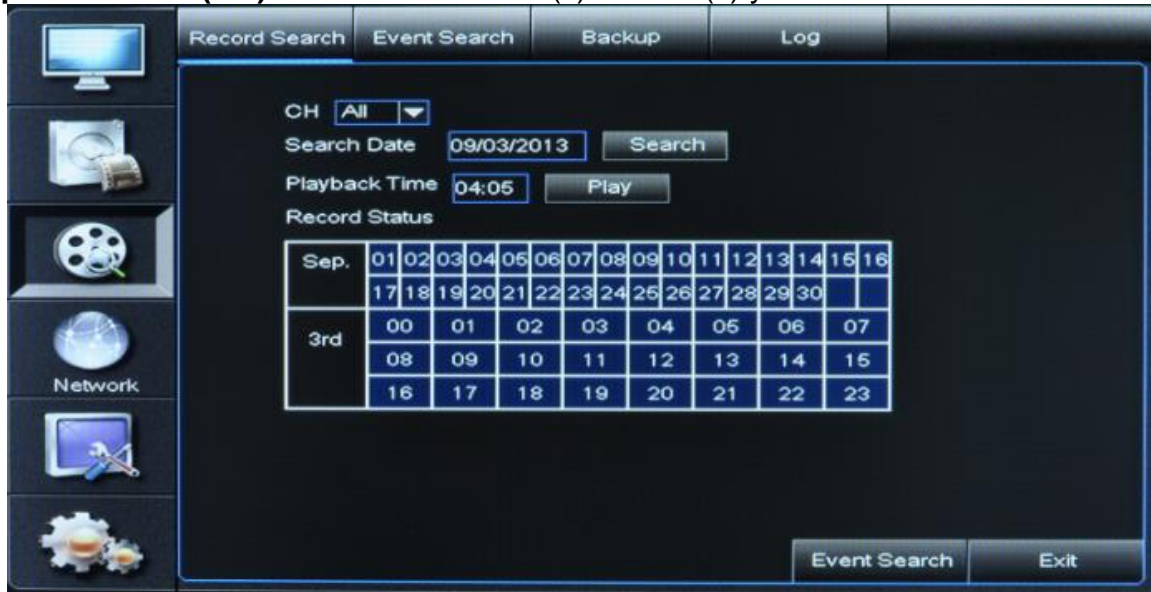 Record Search Event Search Backup Log
CH All
Search Date 09/03/2013 Search
Playback Time 04:05 Play
Record Status
Sep. 01 02 03 04 05 06 07 08 09 10 11 12 13 14 15 16
17 18 19 20 21 22 23 24 25 26 27 28 29 30
3rd 00 01 02 03 04 05 06 07
08 09 10 11 12 13 14 15
16 17 18 19 20 21 22 23
Network
Event Search Exit